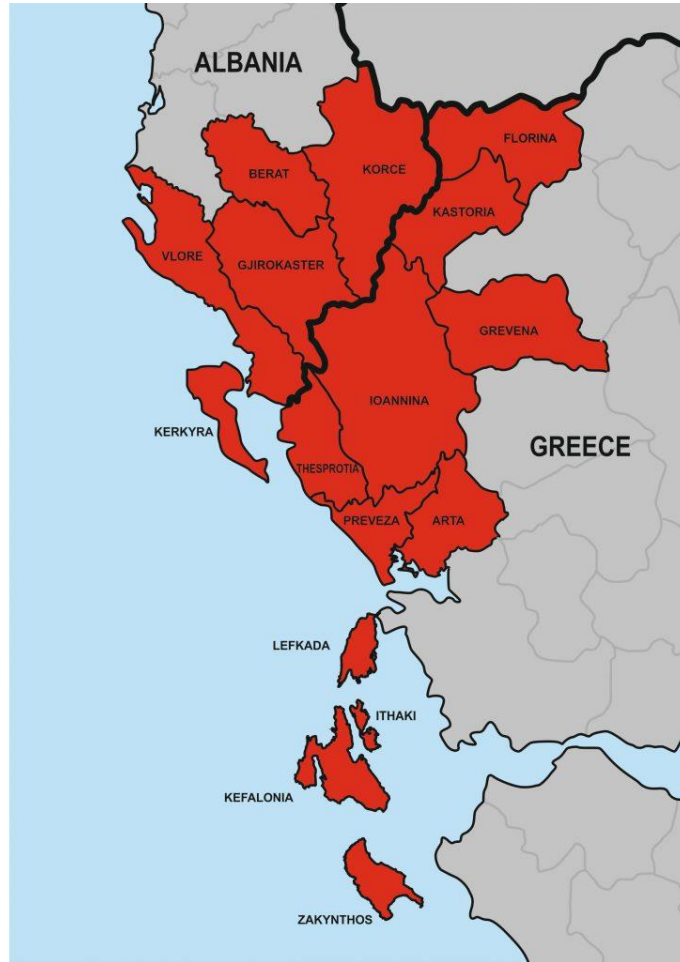 ALBANIA
FLORINA
BERAT
KORCE
KASTORIA
VLORE
GJIROKASTER
GREVENA
IOANNINA
KERKYRA
GREECE
THESPROTIA
PREVEZA
ARTA
LEFKADA
ITHAKI
KEFALONIA
ZAKYNTHOS